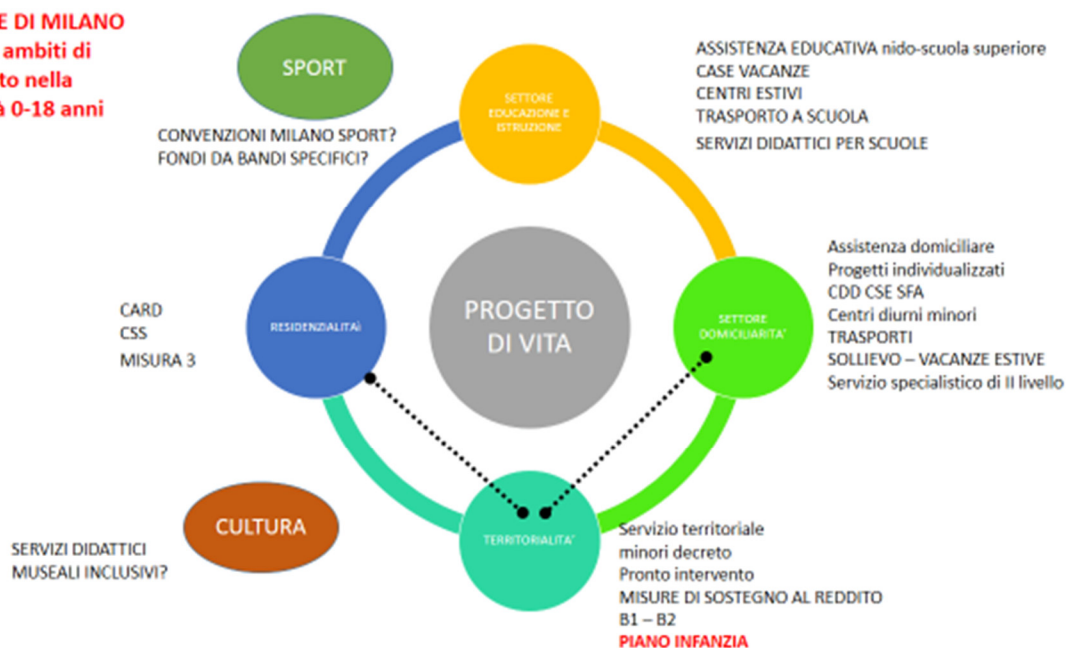 E DI MILANO
ambiti di
to nella
à 0-18 anni
SPORT
CONVENZIONI MILANO SPORT?
FONDI DA BANDI SPECIFICI?
SETTORE
EDUCAZIONE E
ISTRUZIONE
ASSISTENZA EDUCATIVA nido-scuola superiore
CASE VACANZE
CENTRI ESTIVI
TRASPORTO A SCUOLA
SERVIZI DIDATTICI PER SCUOLE
CARD
CSS
MISURA 3
RESIDENZIALITAì
PROGETTO
DI VITA
SETTORE
DOMICILIARITA'
Assistenza domiciliare
Progetti individualizzati
CDD CSE SFA
Centri diurni minori
TRASPORTI
SOLLIEVO – VACANZE ESTIVE
Servizio specialistico di II livello
CULTURA
SERVIZI DIDATTICI
MUSEALI INCLUSIVI?
TERRITORIALITA'
Servizio territoriale
minori decreto
Pronto intervento
MISURE DI SOSTEGNO AL REDDITO
B1 – B2
PIANO INFANZIA